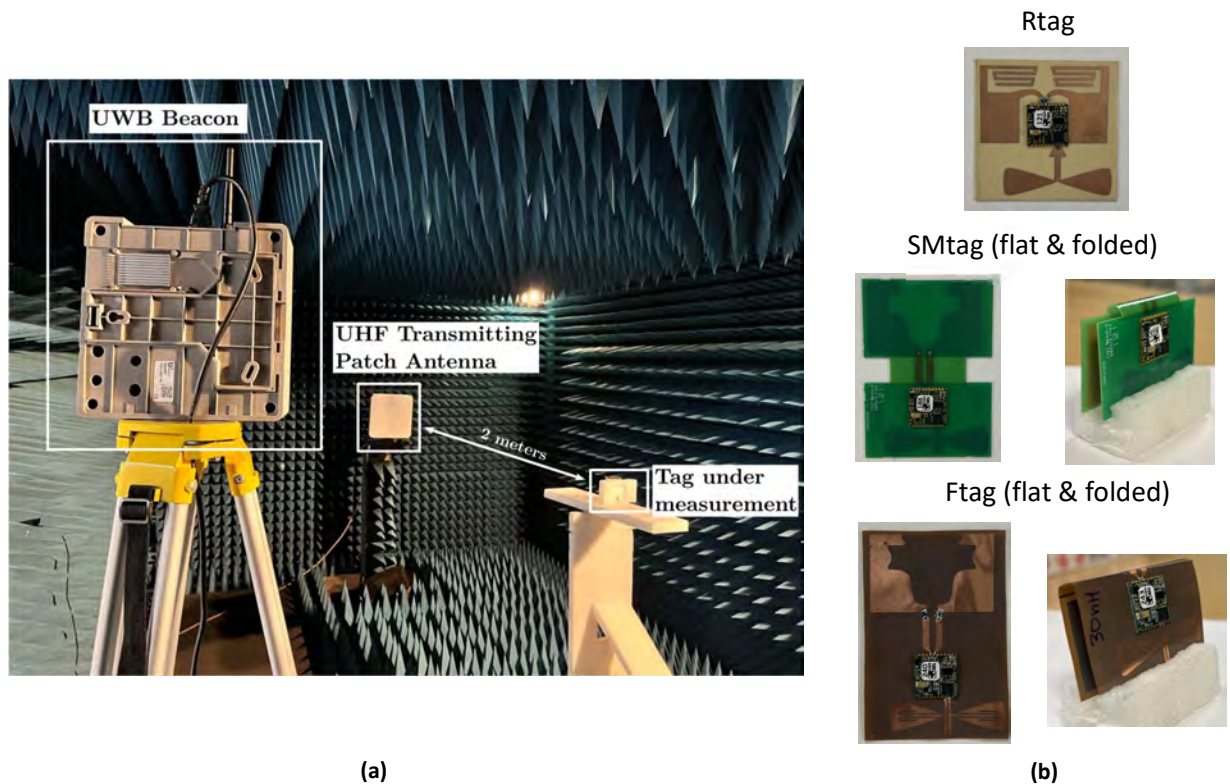 UWB Beacon
UHF Transmitting
Patch Antenna
2 meters
Tag under
measurement
(a)
Rtag
121
SMtag (flat & folded)
Ftag (flat & folded)
30nH
(b)